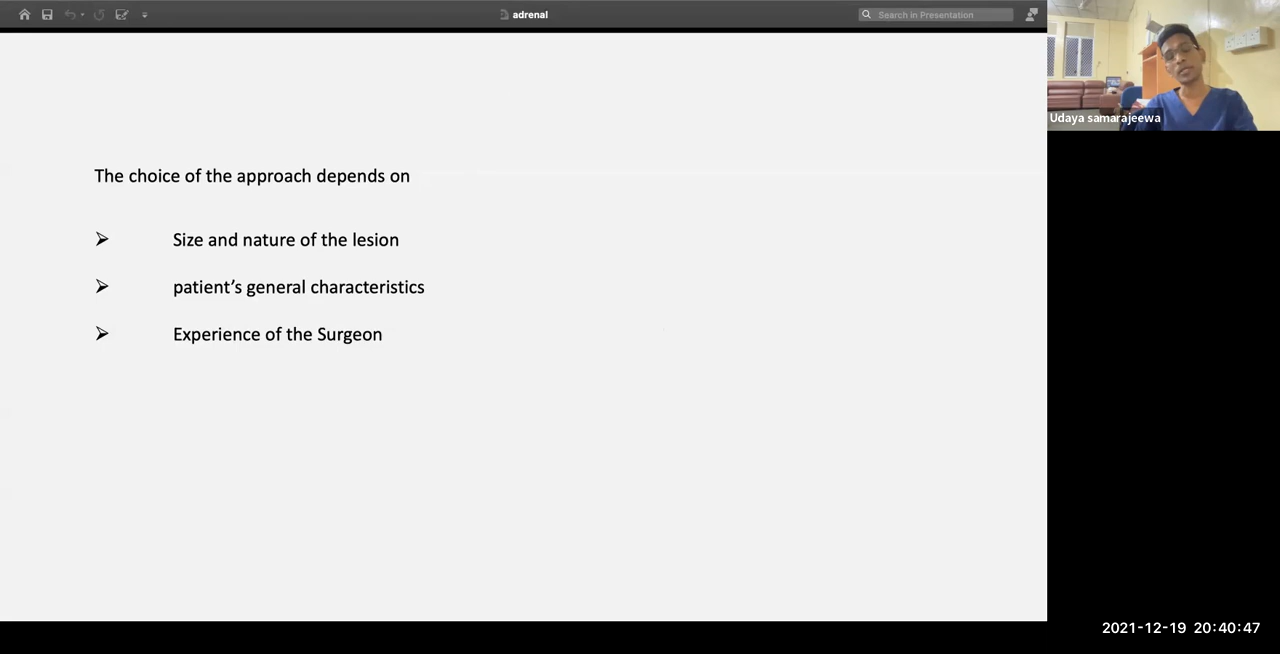 adrenal
Search in Presentation
The choice of the approach depends on
➢ Size and nature of the lesion
➢ patient’s general characteristics
➢ Experience of the Surgeon
Udaya samarajeewa
2021-12-19 20:40:47